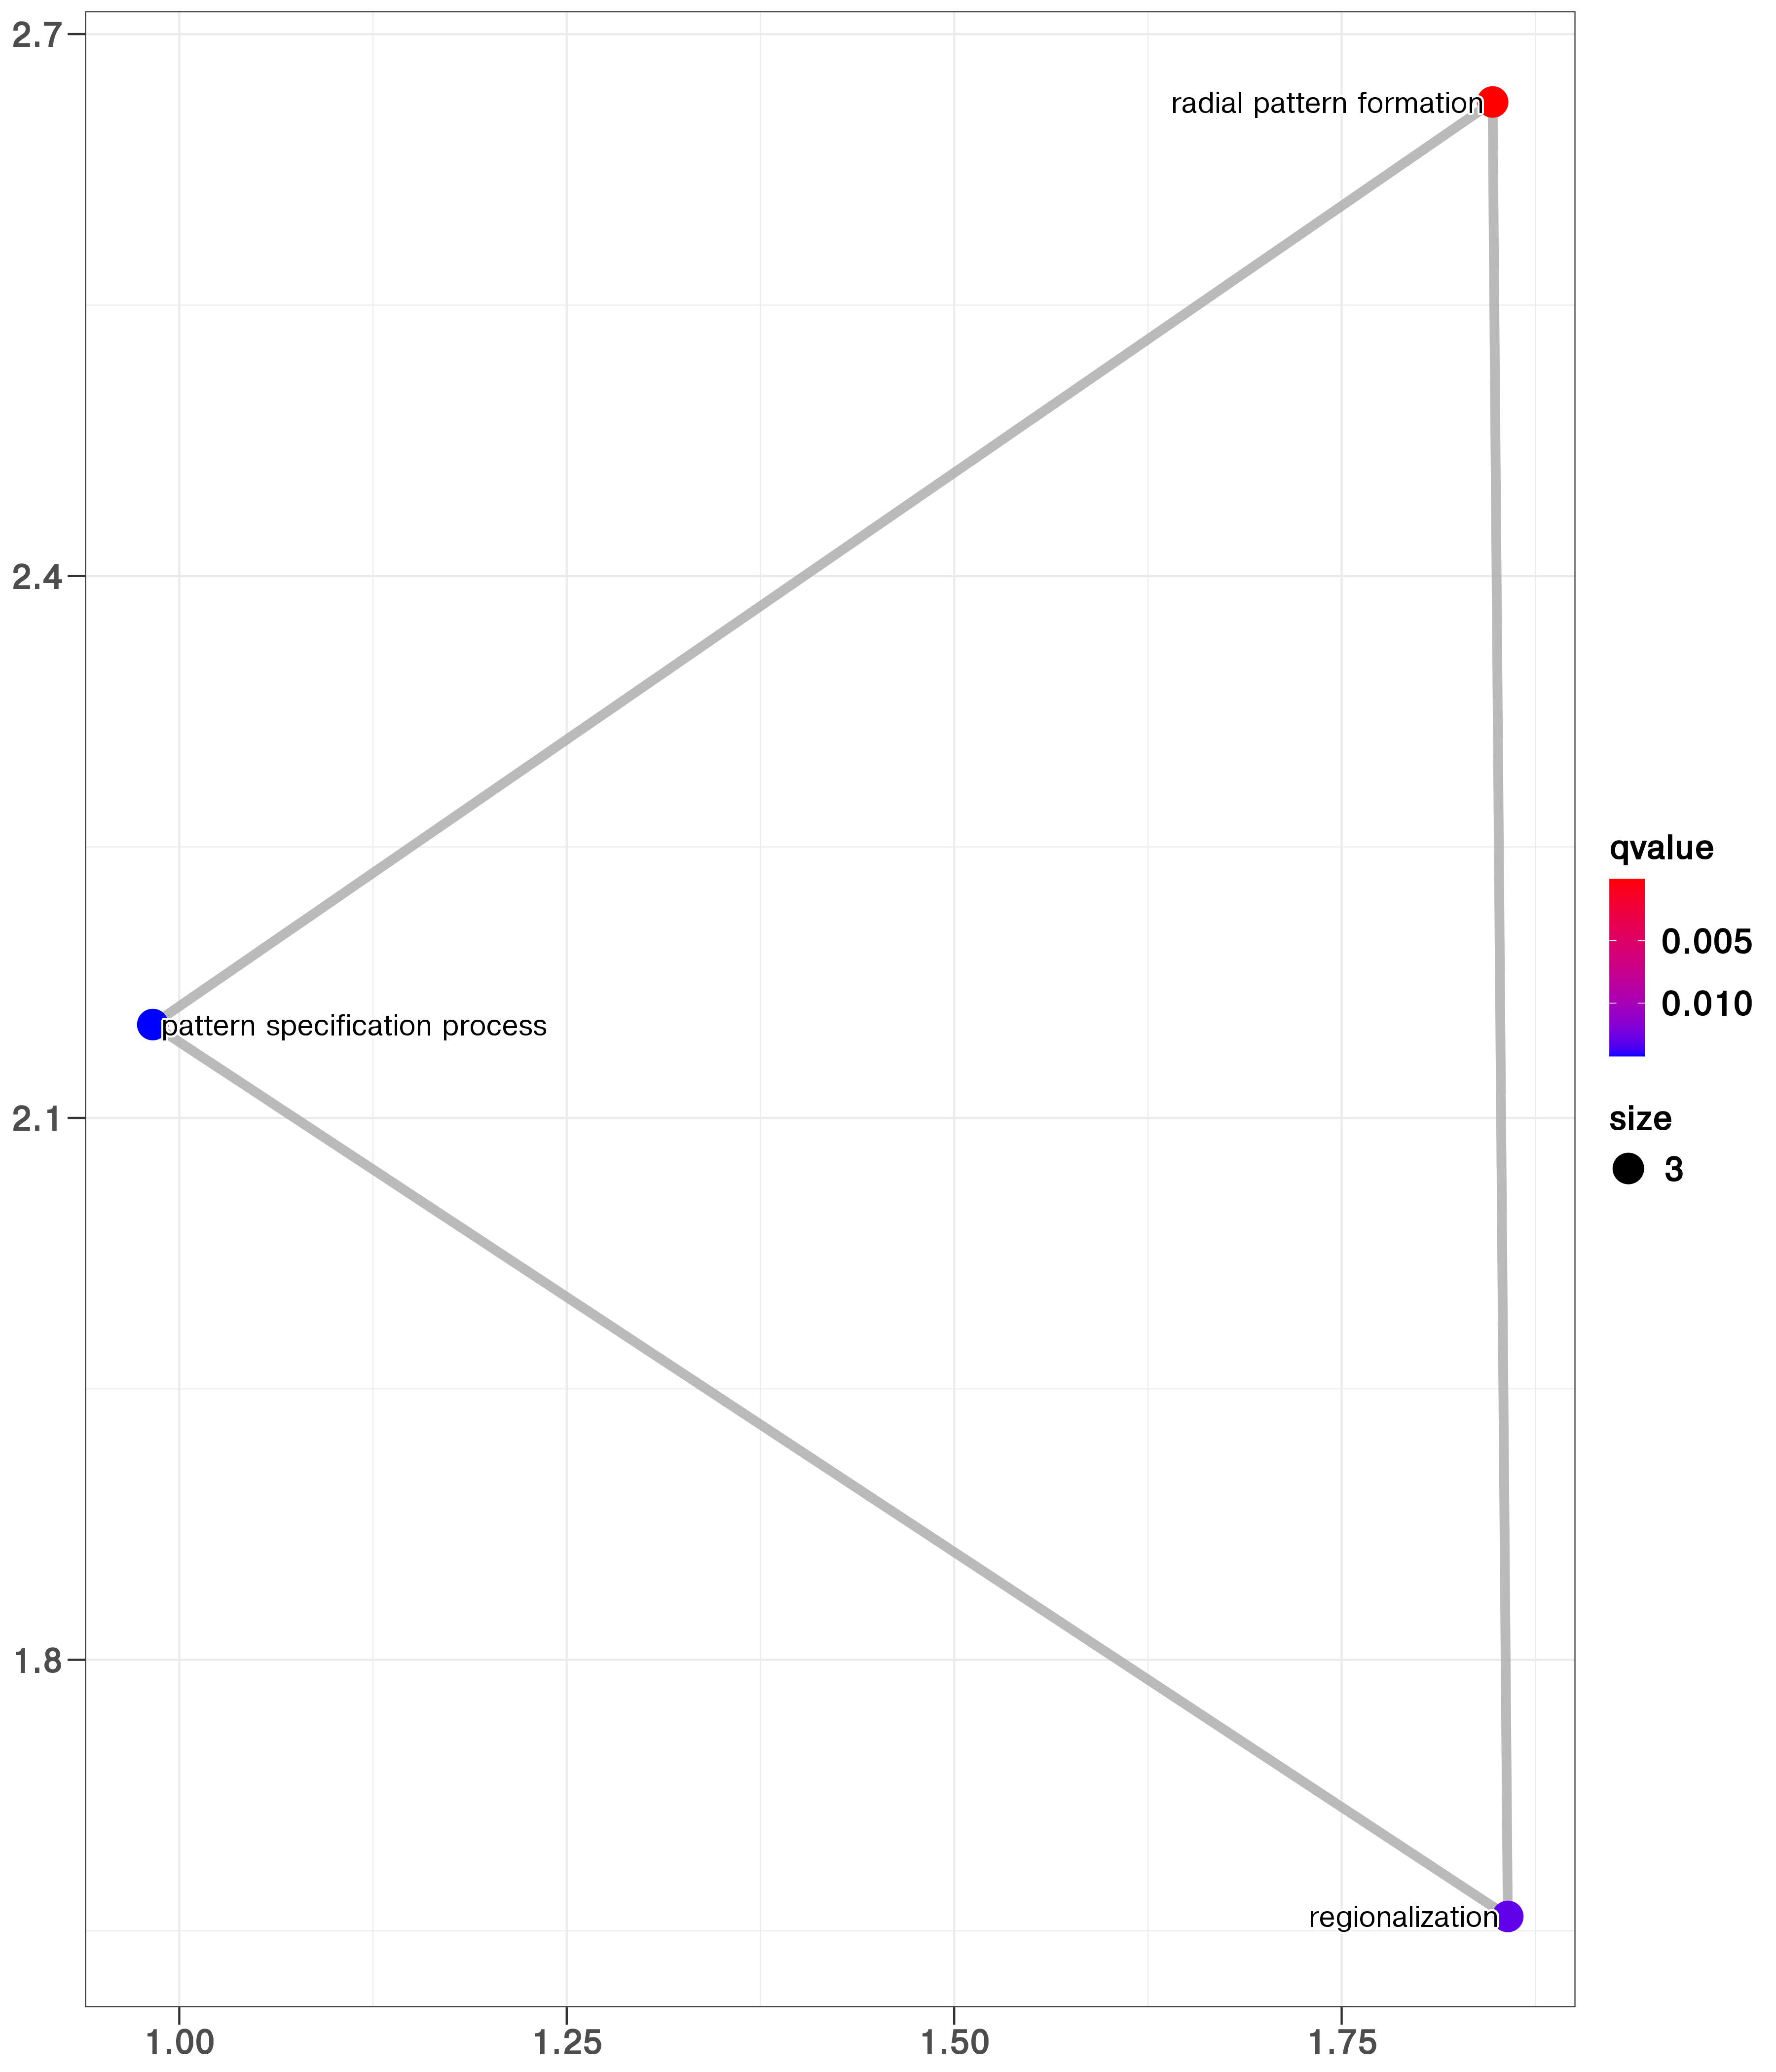 2.7
radial pattern formation
2.4
qvalue
0.005
0.010
pattern specification process
2.1
size
3
1.8
regionalization
1.00 1.25 1.50 1.75